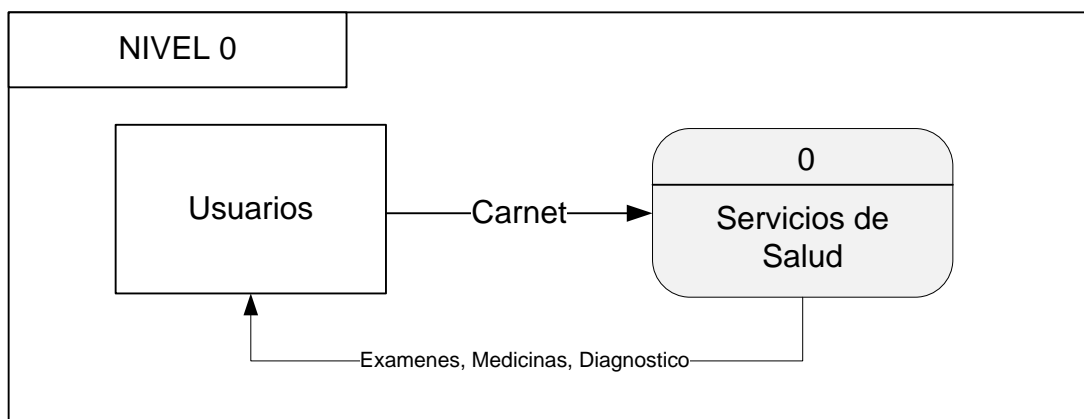 NIVEL 0
Usuarios
Carnet
0
Servicios de
Salud
Examenes, Medicinas, Diagnostico